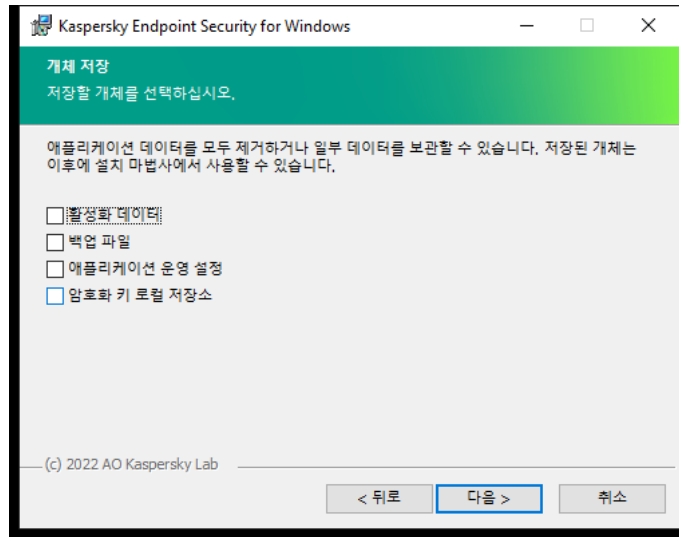 Kaspersky Endpoint Security for Windows
개체 저장
저장할 개체를 선택하십시오.
애플리케이션 데이터를 모두 제거하거나 일부 데이터를 보관할 수 있습니다. 저장된 개체는
이후에 설치 마법사에서 사용할 수 있습니다.
활성화 데이터
백업 파일
애플리케이션 운영 설정
암호화 키 로컬 저장소
(c) 2022 AO Kaspersky Lab
< 뒤로
다음 >
취소